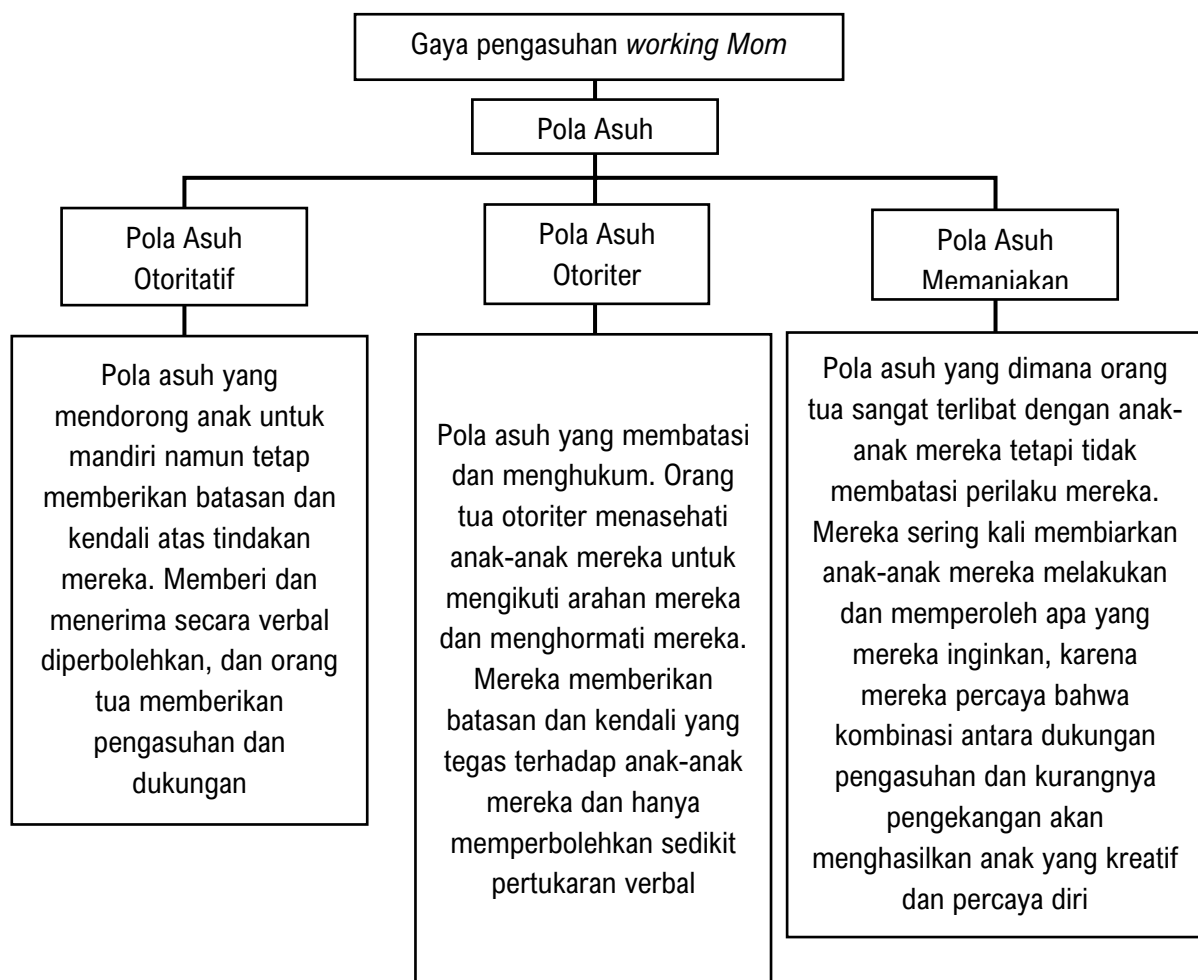 Gaya pengasuhan working Mom
Pola Asuh
Pola Asuh
Otoritatif
Pola Asuh
Otoriter
Pola Asuh
Memanjakan
Pola asuh yang
mendorong anak untuk
mandiri namun tetap
memberikan batasan dan
kendali atas tindakan
mereka. Memberi dan
menerima secara verbal
diperbolehkan, dan orang
tua memberikan
pengasuhan dan
dukungan
Pola asuh yang membatasi
dan menghukum. Orang
tua otoriter menasehati
anak-anak mereka untuk
mengikuti arahan mereka
dan menghormati mereka.
Mereka memberikan
batasan dan kendali yang
tegas terhadap anak-anak
mereka dan hanya
memperbolehkan sedikit
pertukaran verbal
Pola asuh yang dimana orang
tua sangat terlibat dengan anak-
anak mereka tetapi tidak
membatasi perilaku mereka.
Mereka sering kali membiarkan
anak-anak mereka melakukan
dan memperoleh apa yang
mereka inginkan, karena
mereka percaya bahwa
kombinasi antara dukungan
pengasuhan dan kurangnya
pengekangan akan
menghasilkan anak yang kreatif
dan percaya diri